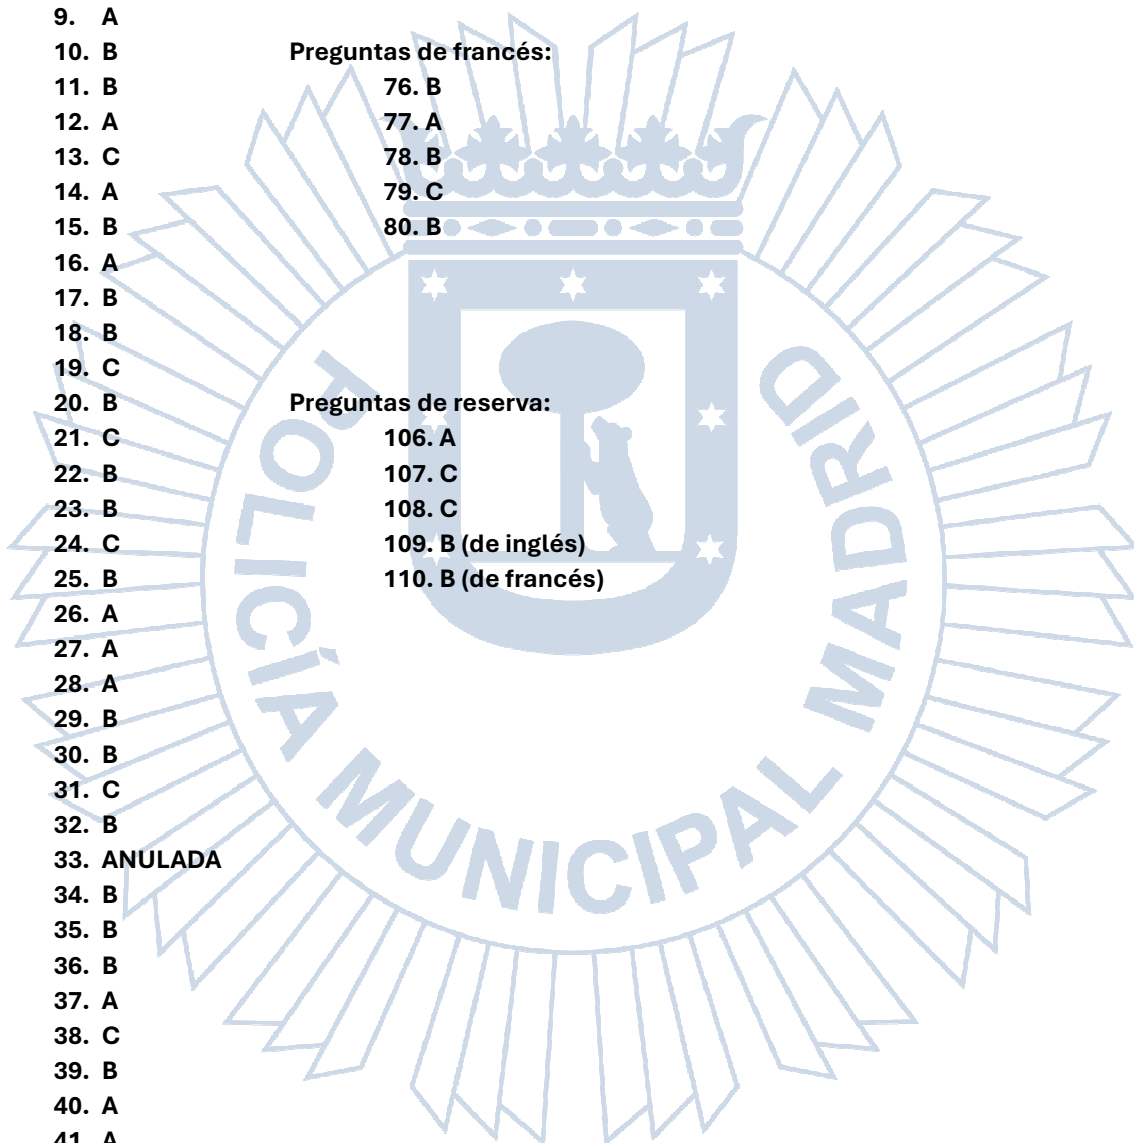 9. A
10. B
11. B
12. A
13. C
14. A
15. B
16. A
17. B
18. B
19. C
20. B
21. C
22. B
23. B
24. C
25. B
26. A
27. A
28. A
29. B
30. B
31. C
32. B
33. ANULADA
34. B
35. B
36. B
37. A
38. C
39. B
40. A
41. A
Preguntas de francés:
76. B
77. A
78. B
79. C
80. B
Preguntas de reserva:
106. A
107. C
108. C
109. B (de inglés)
110. B (de francés)
POLICÍA MUNICIPAL MADRID